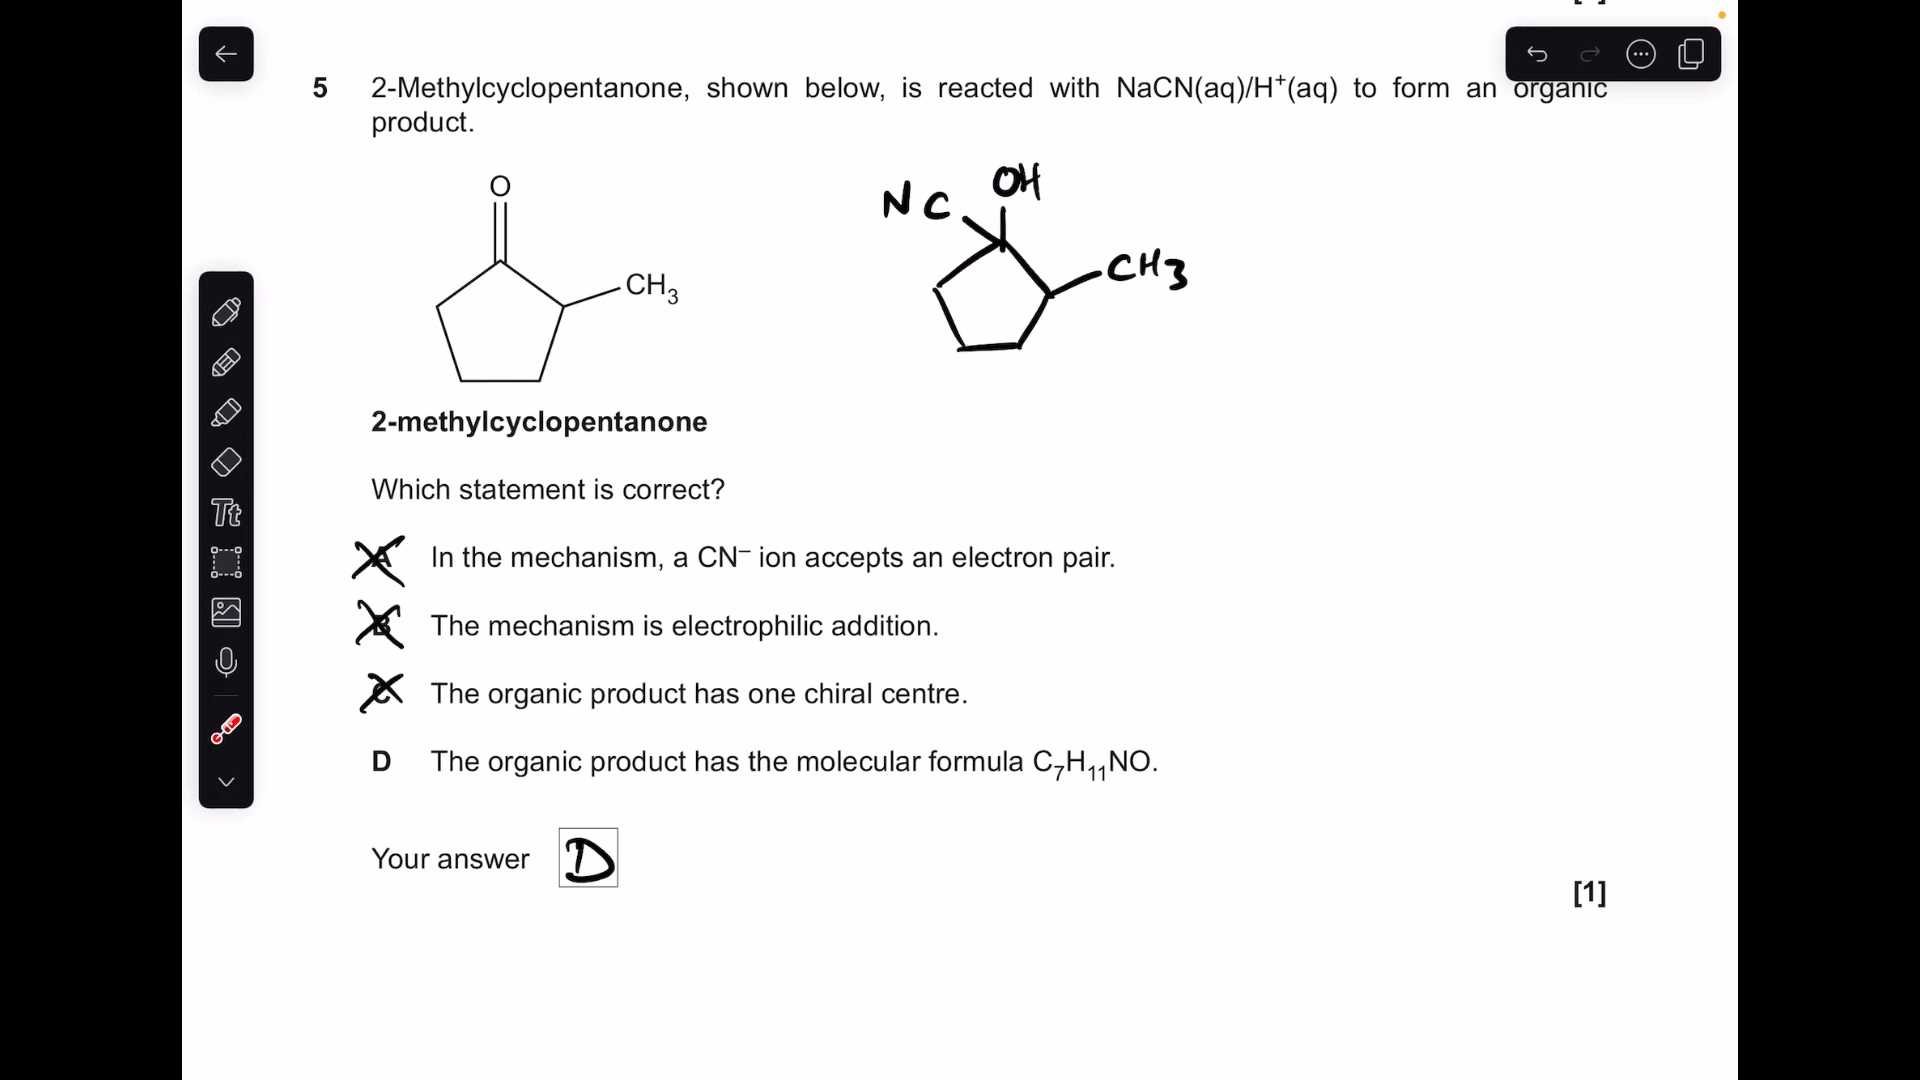 5 2-Methylcyclopentanone, shown below, is reacted with NaCN(aq)/H⁺(aq) to form an organic
product.
O
CH₃
NC
OH
CH3
2-methylcyclopentanone
Which statement is correct?
A In the mechanism, a CN⁻ ion accepts an electron pair.
B The mechanism is electrophilic addition.
C The organic product has one chiral centre.
D The organic product has the molecular formula C₇H₁₁NO.
Your answer D
[1]
Tt